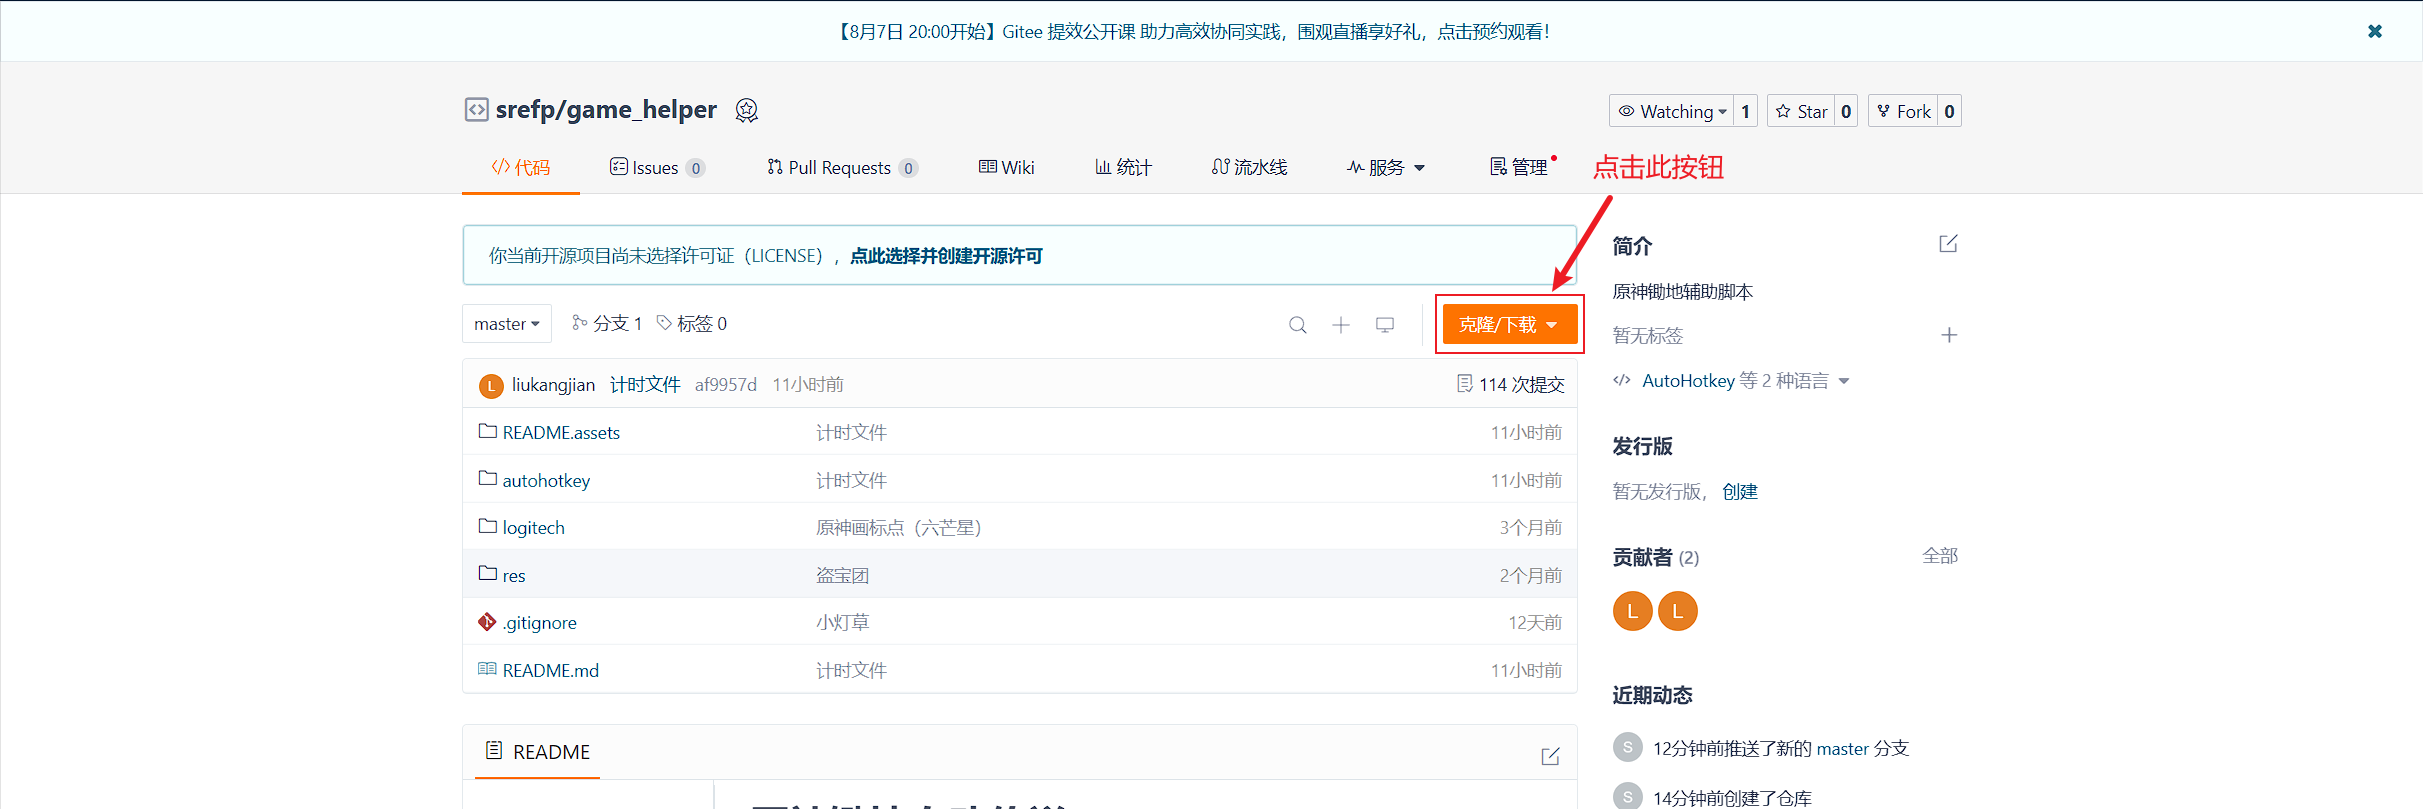 【8月7日 20:00开始】Gitee 提效公开课 助力高效协同实践，围观直播享好礼，点击预约观看！
srefp/game_helper
Watching 1 Star 0 Fork 0
代码 Issues 0 Pull Requests 0 Wiki 统计 流水线 服务 管理
点击此按钮
你当前开源项目尚未选择许可证（LICENSE），点此选择并创建开源许可
master 分支 1 标签 0 克隆/下载
L liukangjian 计时文件 af9957d 11小时前 114 次提交
README.assets 计时文件 11小时前
autohotkey 计时文件 11小时前
logitech 原神画标点（六芒星） 3个月前
res 盗宝团 2个月前
.gitignore 小灯草 12天前
README.md 计时文件 11小时前
README
简介
原神锄地辅助脚本
暂无标签
AutoHotkey 等 2 种语言
发行版
暂无发行版，创建
贡献者 (2) 全部
L L
近期动态
S 12分钟前推送了新的 master 分支
S 14分钟前创建了仓库